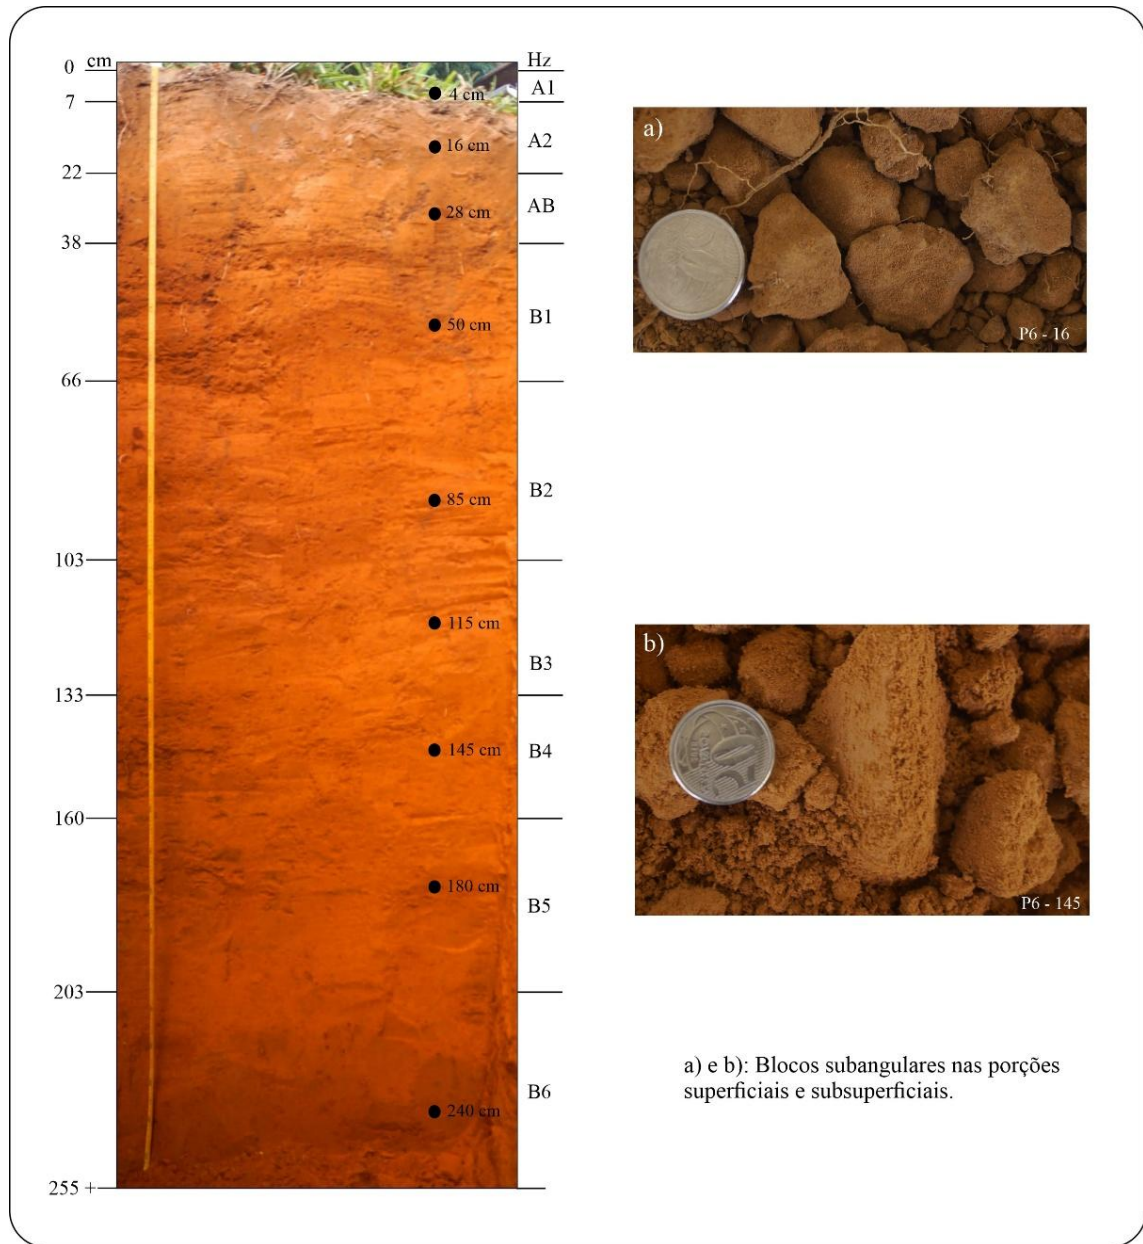 cm
Hz
0
A1
4 cm
7
A2
16 cm
22
AB
28 cm
38
B1
50 cm
66
B2
85 cm
103
115 cm
B3
133
145 cm
B4
160
180 cm
B5
203
B6
240 cm
255 +
a)
P6 - 16
b)
P6 - 145
a) e b): Blocos subangulares nas porções
superficiais e subsuperficiais.